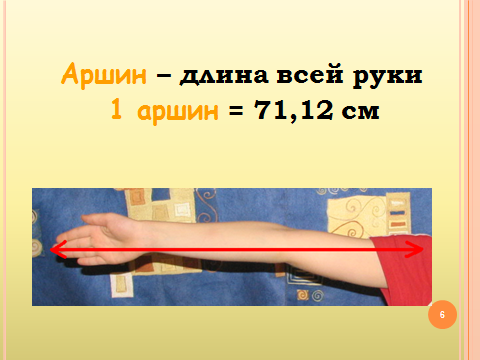 Аршин – длина всей руки
1 аршин = 71,12 см
6